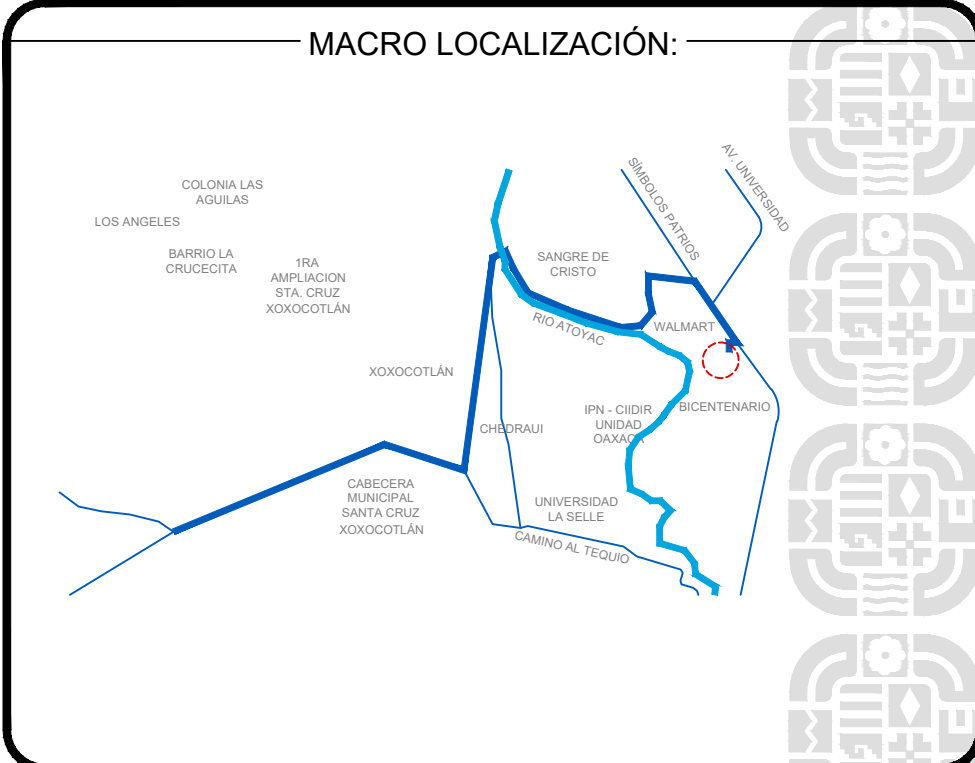 MACRO LOCALIZACIÓN:
COLONIA LAS
AGUILAS
LOS ANGELES
BARRIO LA
CRUCECITA
1RA
AMPLIACION
STA. CRUZ
XOXOCOTLÁN
SANGRE DE
CRISTO
SÍMBOLOS PATRIOS
AV. UNIVERSIDAD
RIO ATOYAC
WALMART
XOXOCOTLÁN
CHEDRAUI
IPN - CIIDIR
UNIDAD
OAXACA
BICENTENARIO
CABECERA
MUNICIPAL
SANTA CRUZ
XOXOCOTLÁN
UNIVERSIDAD
LA SELLE
CAMINO AL TEQUIO